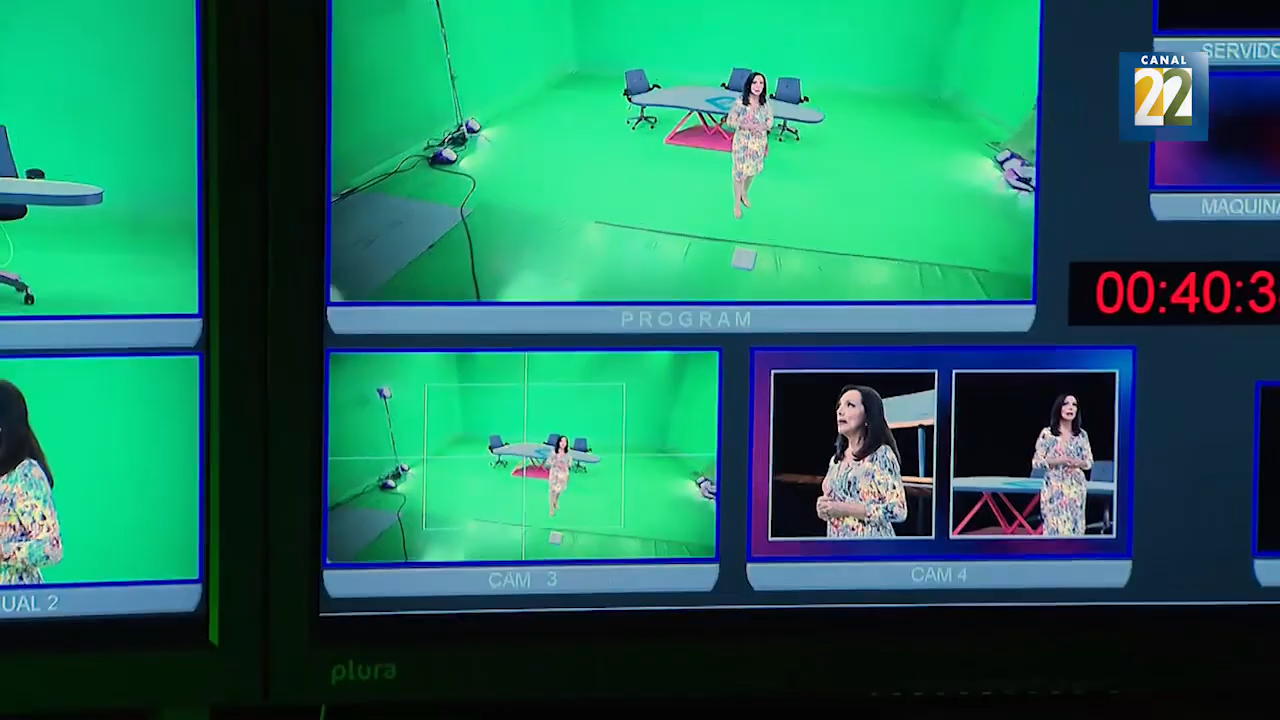 SERVIDO
CANAL
22
MAQUINA
00:40:3
PROGRAM
CAM 3
CAM 4
UAL 2
plura